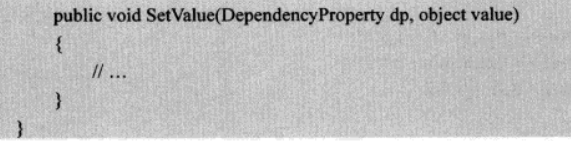 public void SetValue(DependencyProperty dp, object value)
{
// ...
}
}